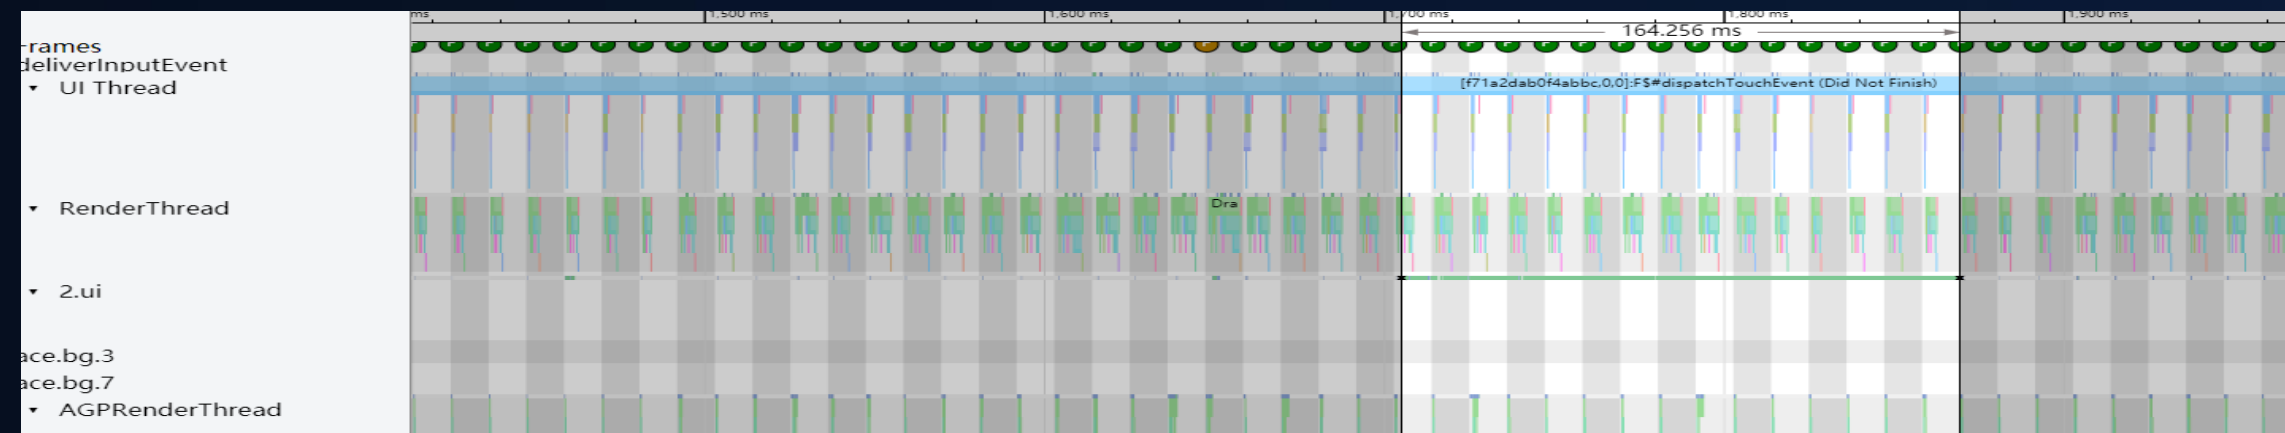 ms 1,500 ms 1,600 ms 1,700 ms 1,800 ms 1,900 ms
164.256 ms
rames
deliverInputEvent
UI Thread
[f71a2dab0f4abbc,0,0]:F$#dispatchTouchEvent (Did Not Finish)
RenderThread
Dra
2.ui
ace.bg.3
ace.bg.7
AGPRenderThread